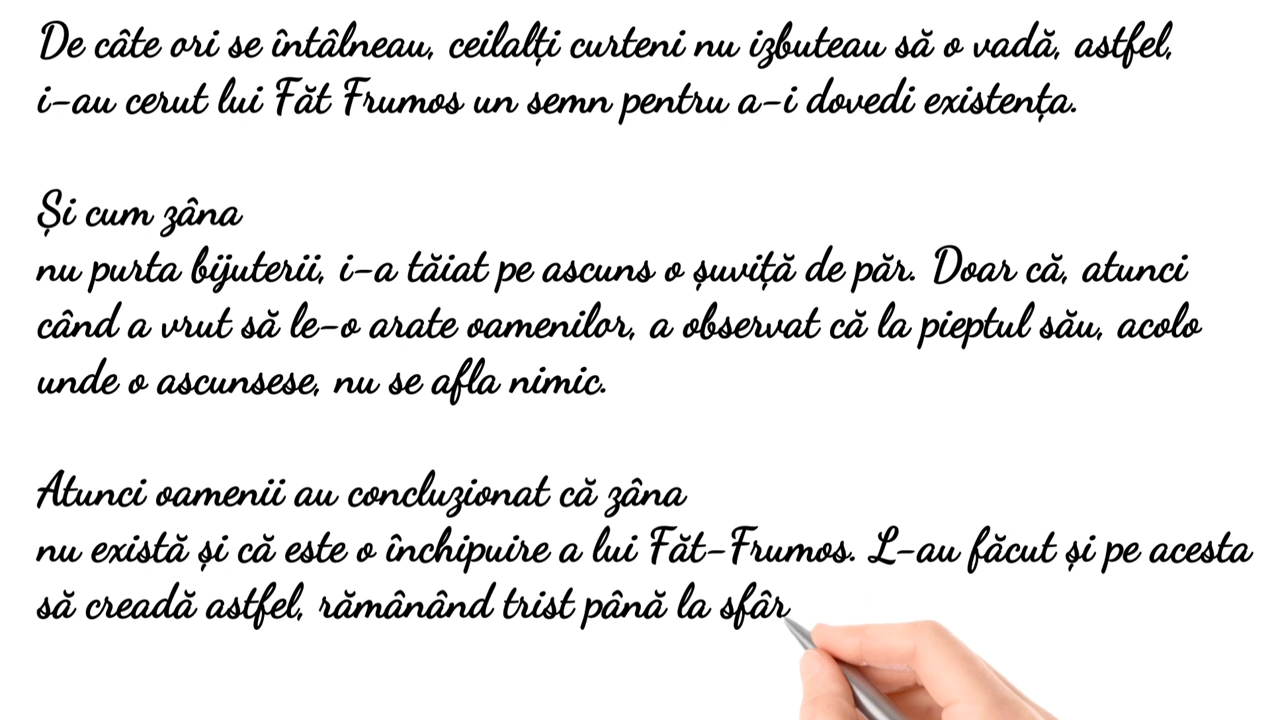 De câte ori se întâlneau, ceilalți curteni nu izbuteau să o vadă, astfel,
i-au cerut lui Făt Frumos un semn pentru a-i dovedi existența.
Și cum zâna
nu purta bijuterii, i-a tăiat pe ascuns o șuviță de păr. Doar că, atunci
când a vrut să le-o arate oamenilor, a observat că la pieptul său, acolo
unde o ascunsese, nu se afla nimic.
Atunci oamenii au concluzionat că zâna
nu există și că este o închipuire a lui Făt-Frumos. L-au făcut și pe acesta
să creadă astfel, rămânând trist până la sfâr